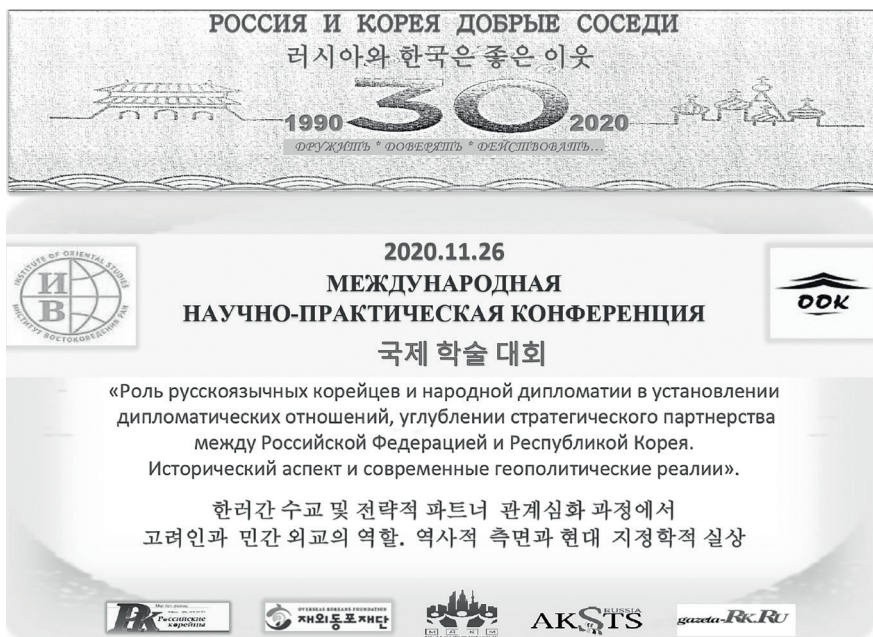 РОССИЯ И КОРЕЯ ДОБРЫЕ СОСЕДИ
러시아와 한국은 좋은 이웃
1990 30 2020
ДРУЖИТЬ * ДОВЕРЯТЬ * ДЕЙСТВОВАТЬ...
2020.11.26
МЕЖДУНАРОДНАЯ
НАУЧНО-ПРАКТИЧЕСКАЯ КОНФЕРЕНЦИЯ
국제 학술 대회
INSTITUTE OF ORIENTAL STUDIES
ИВ
ИНСТИТУТ ВОСТОКОВЕДЕНИЯ РАН
ООК
«Роль русскоязычных корейцев и народной дипломатии в установлении
дипломатических отношений, углублении стратегического партнерства
между Российской Федерацией и Республикой Корея.
Исторический аспект и современные геополитические реалии».
한러간 수교 및 전략적 파트너 관계심화 과정에서
고려인과 민간 외교의 역할. 역사적 측면과 현대 지정학적 실상
РК Российские
корейцы
OVERSEAS KOREANS FOUNDATION
재외동포재단
М Д К М
RUSSIA
AKSTS
gazeta-RK.RU